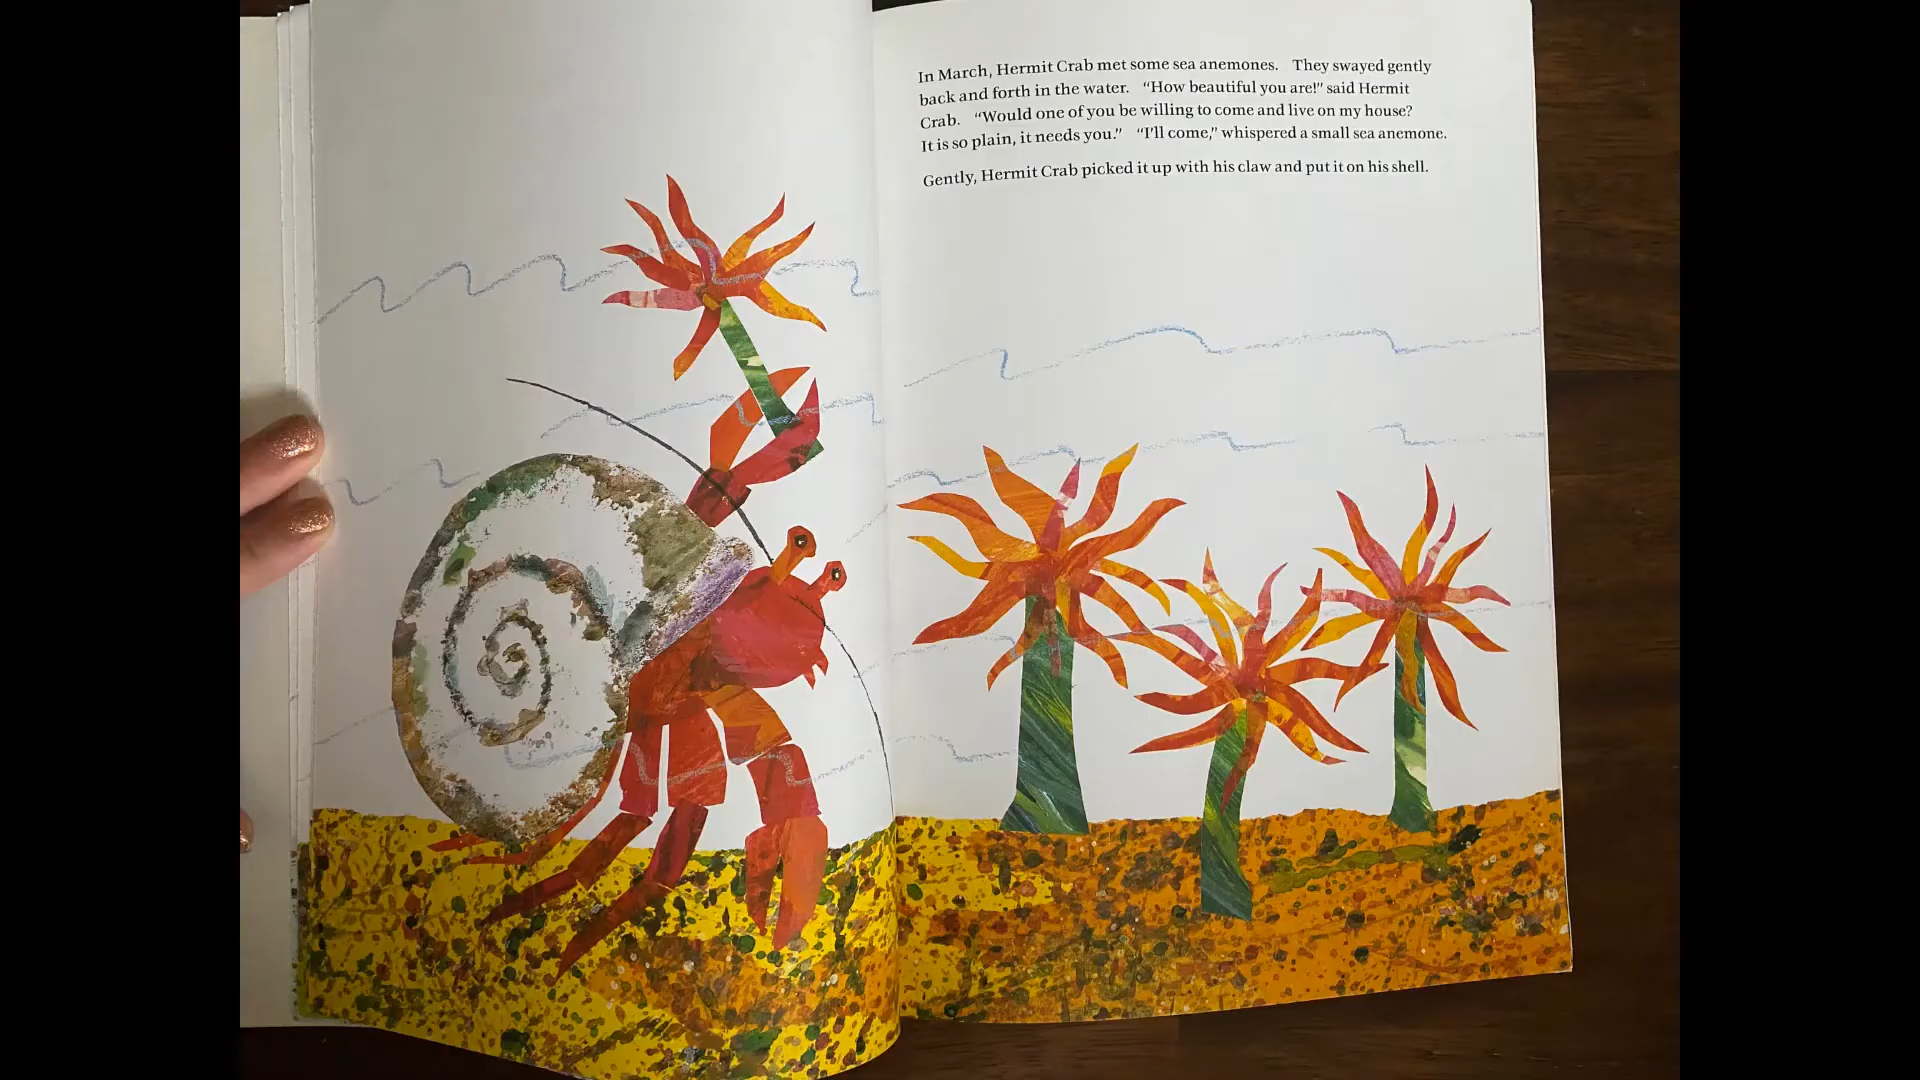 In March, Hermit Crab met some sea anemones. They swayed gently
back and forth in the water. “How beautiful you are!” said Hermit
Crab. “Would one of you be willing to come and live on my house?
It is so plain, it needs you.” “I’ll come,” whispered a small sea anemone.
Gently, Hermit Crab picked it up with his claw and put it on his shell.